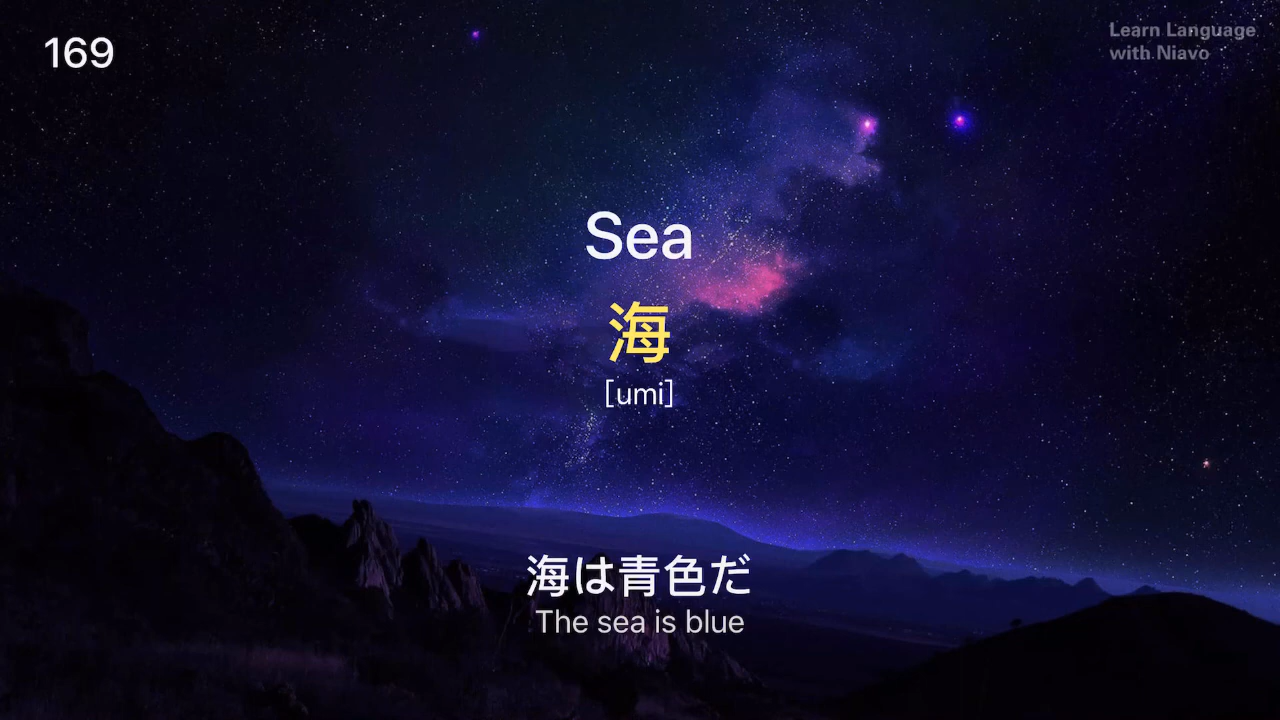 169
Learn Language
with Niavo
Sea
海
[umi]
海は青色だ
The sea is blue